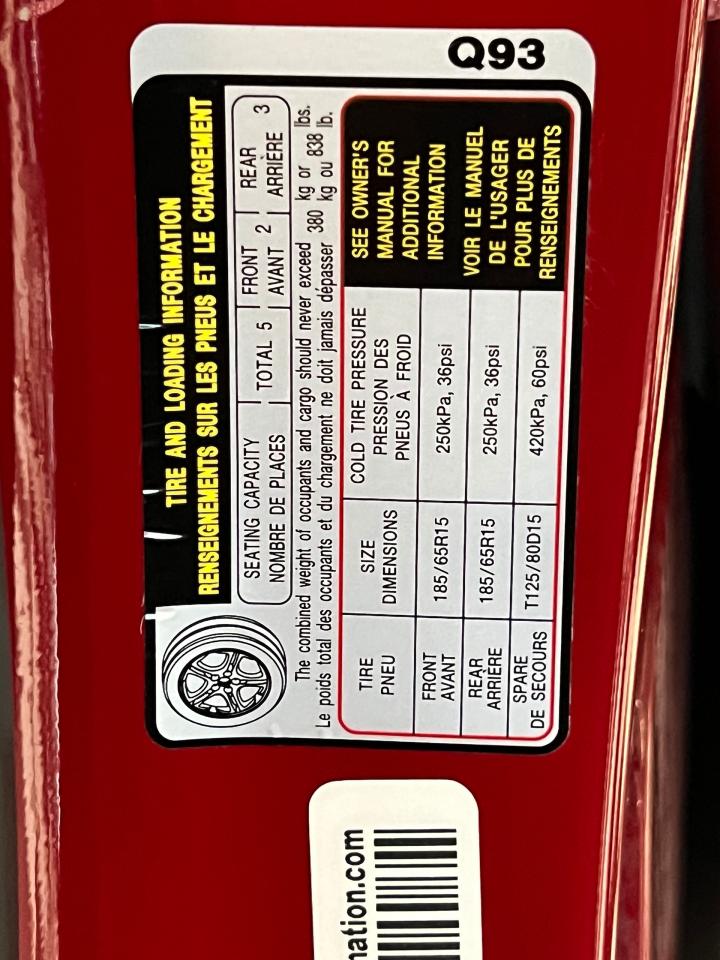 Q93
TIRE AND LOADING INFORMATION
RENSEIGNEMENTS SUR LES PNEUS ET LE CHARGEMENT
SEATING CAPACITY
NOMBRE DE PLACES
TOTAL 5
FRONT
AVANT 2
REAR
ARRIÈRE 3
The combined weight of occupants and cargo should never exceed 380 kg or 838 lbs.
Le poids total des occupants et du chargement ne doit jamais dépasser 380 kg ou 838 lb.
TIRE
PNEU
SIZE
DIMENSIONS
COLD TIRE PRESSURE
PRESSION DES
PNEUS À FROID
FRONT
AVANT
185/65R15
250kPa, 36psi
REAR
ARRIERE
185/65R15
250kPa, 36psi
SPARE
DE SECOURS
T125/80D15
420kPa, 60psi
SEE OWNER'S
MANUAL FOR
ADDITIONAL
INFORMATION
VOIR LE MANUEL
DE L'USAGER
POUR PLUS DE
RENSEIGNEMENTS
nation.com